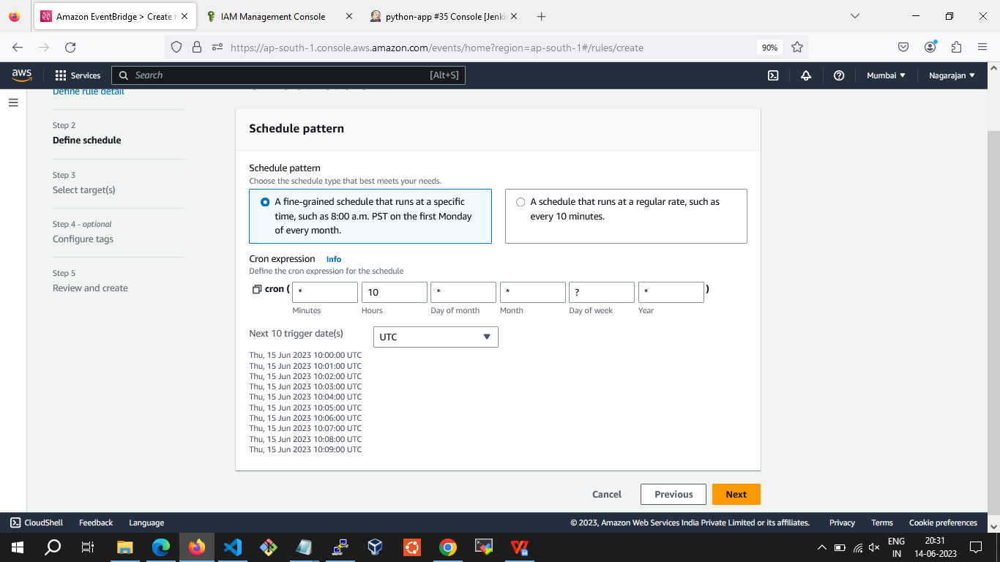 Amazon EventBridge > Create r
IAM Management Console
python-app #35 Console [Jenki
https://ap-south-1.console.aws.amazon.com/events/home?region=ap-south-1#/rules/create
90%
aws
Services
Search
[Alt+S]
Mumbai
Nagarajan
Define rule detail
Step 2
Define schedule
Step 3
Select target(s)
Step 4 - optional
Configure tags
Step 5
Review and create
Schedule pattern
Schedule pattern
Choose the schedule type that best meets your needs.
A fine-grained schedule that runs at a specific
time, such as 8:00 a.m. PST on the first Monday
of every month.
A schedule that runs at a regular rate, such as
every 10 minutes.
Cron expression Info
Define the cron expression for the schedule
cron ( * 10 * * ? * )
Minutes Hours Day of month Month Day of week Year
Next 10 trigger date(s)
UTC
Thu, 15 Jun 2023 10:00:00 UTC
Thu, 15 Jun 2023 10:01:00 UTC
Thu, 15 Jun 2023 10:02:00 UTC
Thu, 15 Jun 2023 10:03:00 UTC
Thu, 15 Jun 2023 10:04:00 UTC
Thu, 15 Jun 2023 10:05:00 UTC
Thu, 15 Jun 2023 10:06:00 UTC
Thu, 15 Jun 2023 10:07:00 UTC
Thu, 15 Jun 2023 10:08:00 UTC
Thu, 15 Jun 2023 10:09:00 UTC
Cancel
Previous
Next
CloudShell
Feedback
Language
© 2023, Amazon Web Services India Private Limited or its affiliates.
Privacy
Terms
Cookie preferences
ENG
IN
20:31
14-06-2023